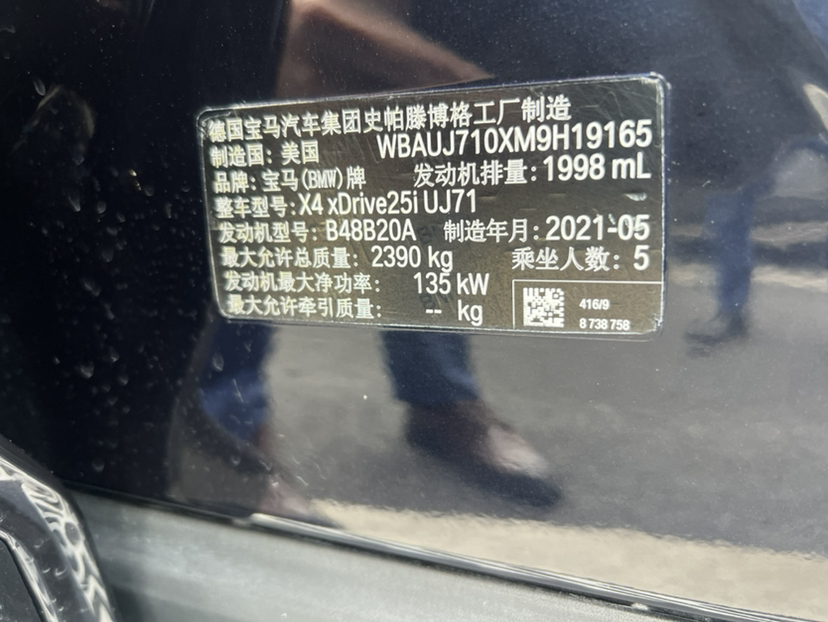 德国宝马汽车集团史帕滕博格工厂制造
制造国：美国 WBAUJ710XM9H19165
品牌：宝马(BMW)牌 发动机排量：1998 mL
整车型号：X4 xDrive25i UJ71
发动机型号：B48B20A 制造年月：2021-05
最大允许总质量：2390 kg 乘坐人数：5
发动机最大净功率： 135 kW
最大允许牵引质量： -- kg
416/9
8 738 758